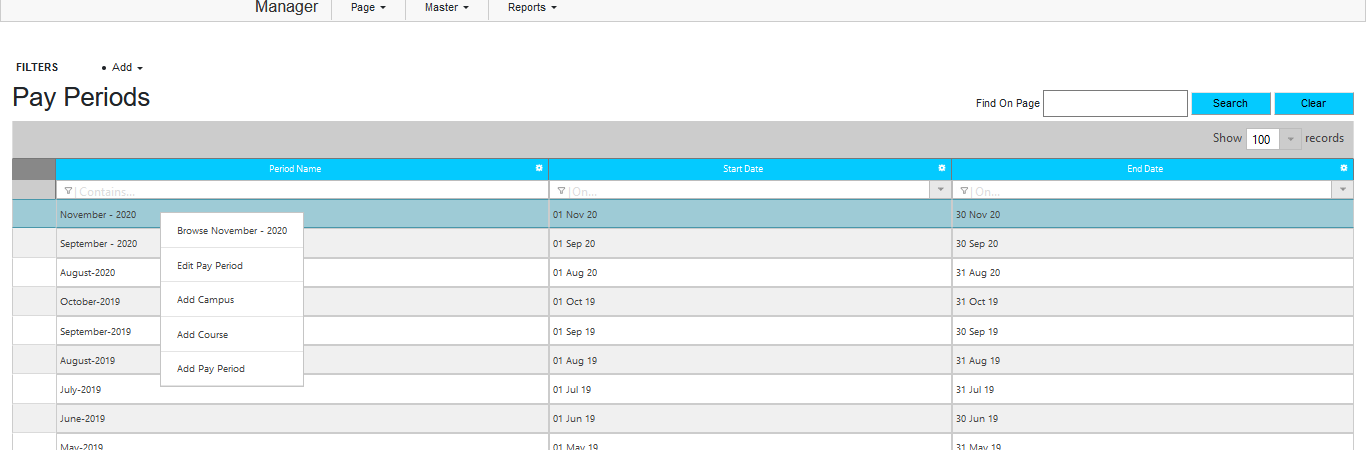 Manager Page Master Reports
FILTERS • Add
Pay Periods
Find On Page Search Clear
Show 100 records
Period Name Start Date End Date
Contains... On... On...
November - 2020 01 Nov 20 30 Nov 20
Browse November - 2020
September - 2020 01 Sep 20 30 Sep 20
Edit Pay Period
August-2020 01 Aug 20 31 Aug 20
Add Campus
October-2019 01 Oct 19 31 Oct 19
Add Course
September-2019 01 Sep 19 30 Sep 19
August-2019 01 Aug 19 31 Aug 19
Add Pay Period
July-2019 01 Jul 19 31 Jul 19
June-2019 01 Jun 19 30 Jun 19
May-2019 01 May 19 31 May 19